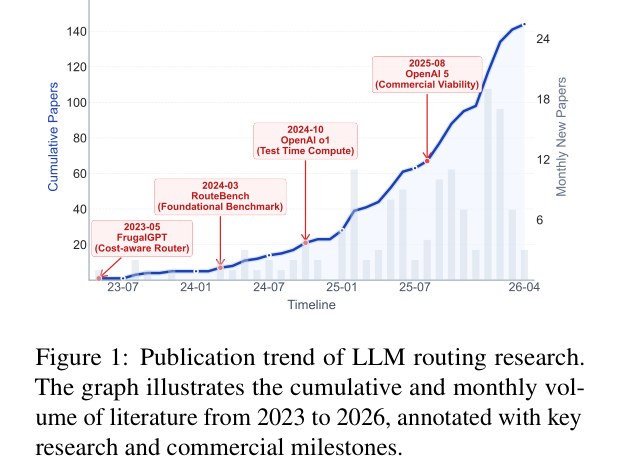 140
120
100
80
60
40
20
Cumulative Papers
2025-08
OpenAI 5
(Commercial Viability)
2024-10
OpenAI o1
(Test Time Compute)
2024-03
RouteBench
(Foundational Benchmark)
2023-05
FrugalGPT
(Cost-aware Router)
24
18
12
6
Monthly New Papers
23-07
24-01
24-07
25-01
25-07
26-04
Timeline
Figure 1: Publication trend of LLM routing research.
The graph illustrates the cumulative and monthly vol-
ume of literature from 2023 to 2026, annotated with key
research and commercial milestones.